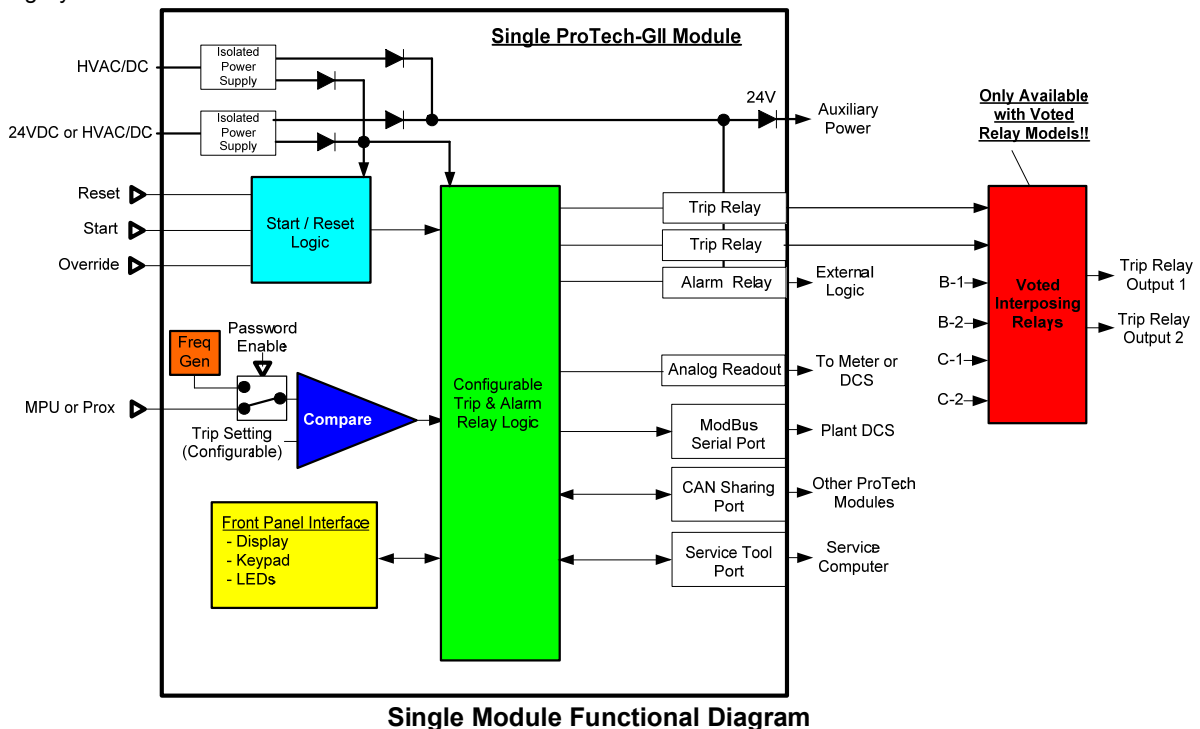 Single ProTech-GII Module
HVAC/DC
Isolated
Power
Supply
24VDC or HVAC/DC
Isolated
Power
Supply
24V
Auxiliary
Power
Only Available
with Voted
Relay Models!!
Reset
Start
Override
Start / Reset
Logic
Trip Relay
Trip Relay
Alarm Relay
External
Logic
B-1
B-2
C-1
C-2
Voted
Interposing
Relays
Trip Relay
Output 1
Trip Relay
Output 2
Freq
Gen
Password
Enable
MPU or Prox
Trip Setting
(Configurable)
Compare
Configurable
Trip & Alarm
Relay Logic
Analog Readout
To Meter or
DCS
ModBus
Serial Port
Plant DCS
CAN Sharing
Port
Other ProTech
Modules
Service Tool
Port
Service
Computer
Front Panel Interface
- Display
- Keypad
- LEDs
Single Module Functional Diagram